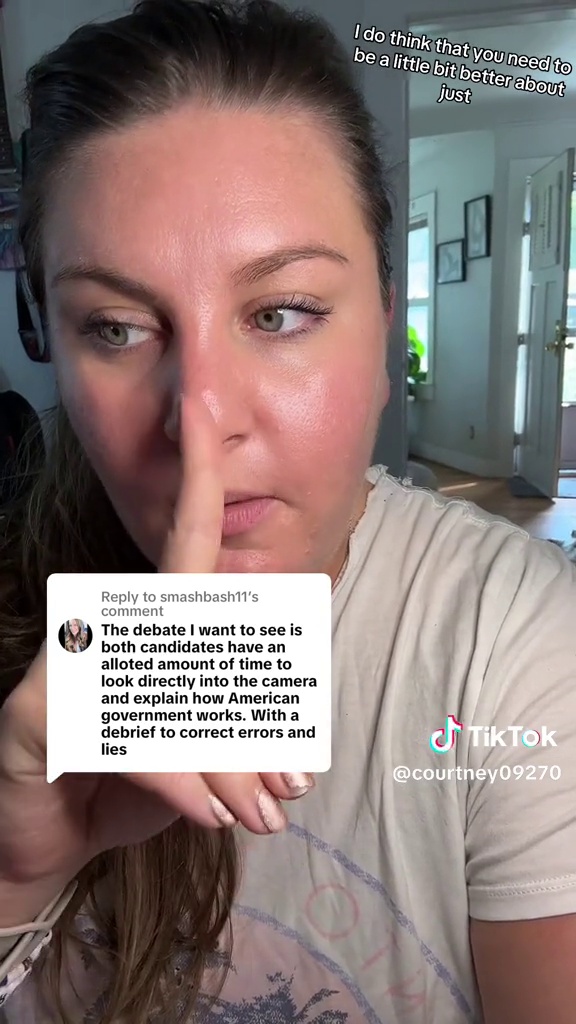 I do think that you need to
be a little bit better about
just
Reply to smashbash11's
comment
The debate I want to see is
both candidates have an
alloted amount of time to
look directly into the camera
and explain how American
government works. With a
debrief to correct errors and
lies
TikTok
@courtney09270